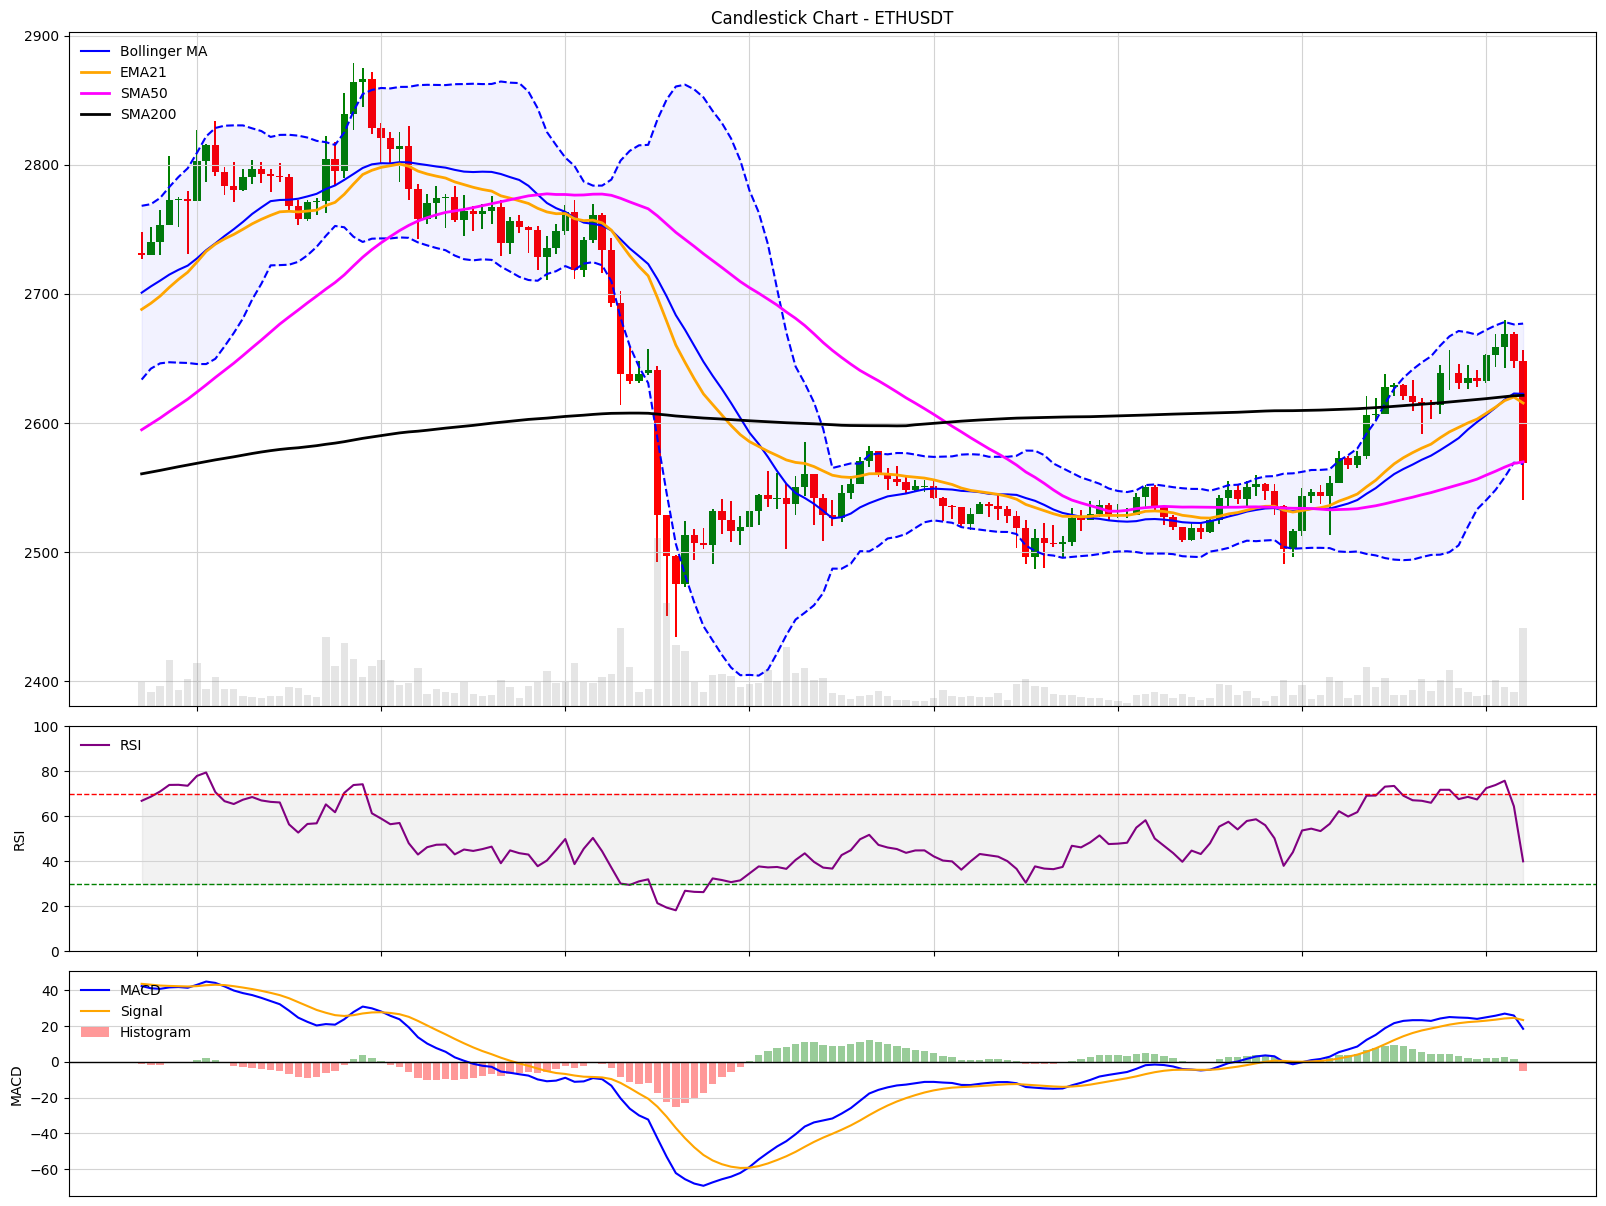 Candlestick Chart - ETHUSDT
2900
2800
2700
2600
2500
2400
Bollinger MA
EMA21
SMA50
SMA200
100
80
60
40
20
0
RSI
RSI
40
20
0
−20
−40
−60
MACD
MACD
Signal
Histogram